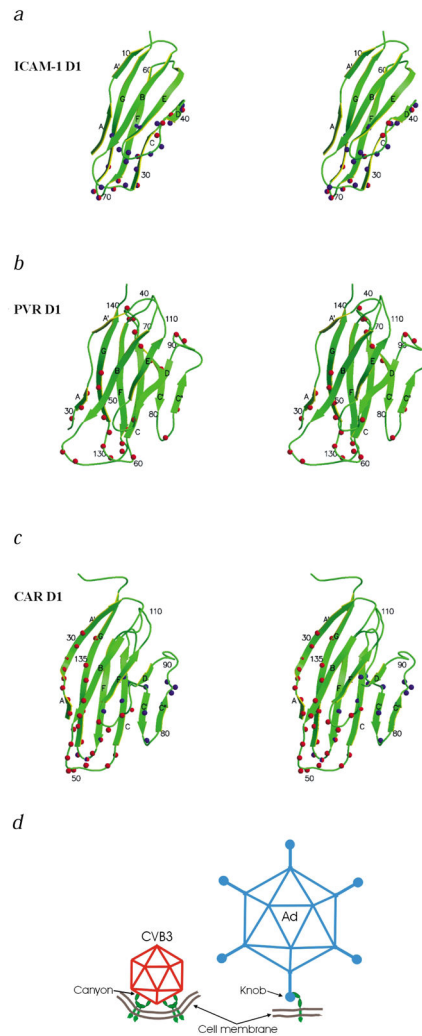 a
ICAM-1 D1
10 10
A' A'
60 60
G B E G B E
A F D A F D
40 40
C C
30 30
70 70
b
PVR D1
40 40
140 110 140 110
A' A'
70 90 70 90
G E G E
B D B D
A F C' C'' A F C' C''
30 50 80 30 50 80
C C
130 60 130 60
c
CAR D1
A' 110 A' 110
30 G 30 G
135 135
B E D 90 B E D 90
A F C' C'' A F C' C''
C 80 C 80
50 50
d
Ad
CVB3
Canyon Knob
Cell membrane